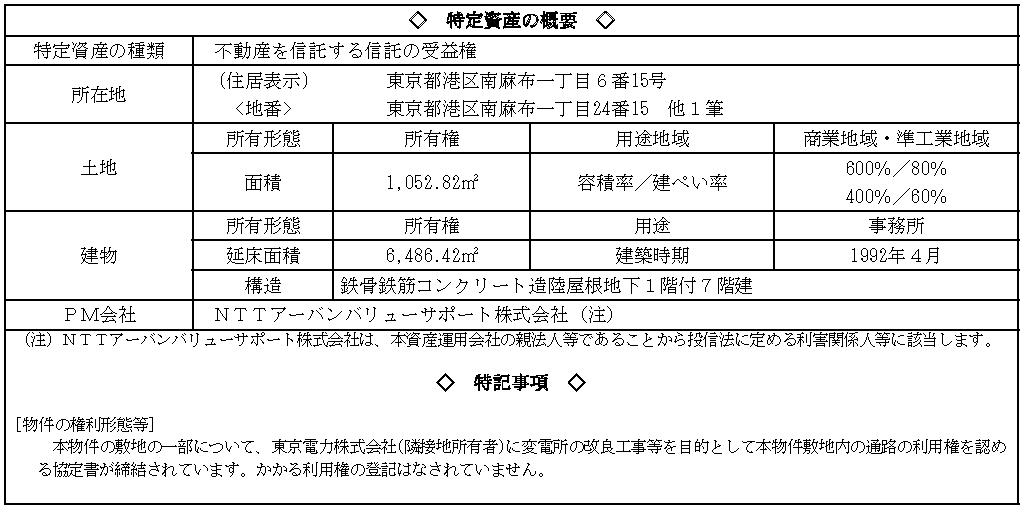 ◇ 特定資産の概要 ◇
特定資産の種類 不動産を信託する信託の受益権
所在地 (住居表示) 東京都港区南麻布一丁目６番15号
<地番> 東京都港区南麻布一丁目24番15 他１筆
土地 所有形態 所有権 用途地域 商業地域・準工業地域
面積 1,052.82㎡ 容積率／建ぺい率 600%／80%
400%／60%
建物 所有形態 所有権 用途 事務所
延床面積 6,486.42㎡ 建築時期 1992年４月
構造 鉄骨鉄筋コンクリート造陸屋根地下１階付７階建
ＰＭ会社 ＮＴＴアーバンバリューサポート株式会社（注）
（注）ＮＴＴアーバンバリューサポート株式会社は、本資産運用会社の親法人等であることから投信法に定める利害関係人等に該当します。
◇ 特記事項 ◇
[物件の権利形態等]
本物件の敷地の一部について、東京電力株式会社(隣接地所有者)に変電所の改良工事等を目的として本物件敷地内の通路の利用権を認め
る協定書が締結されています。かかる利用権の登記はなされていません。